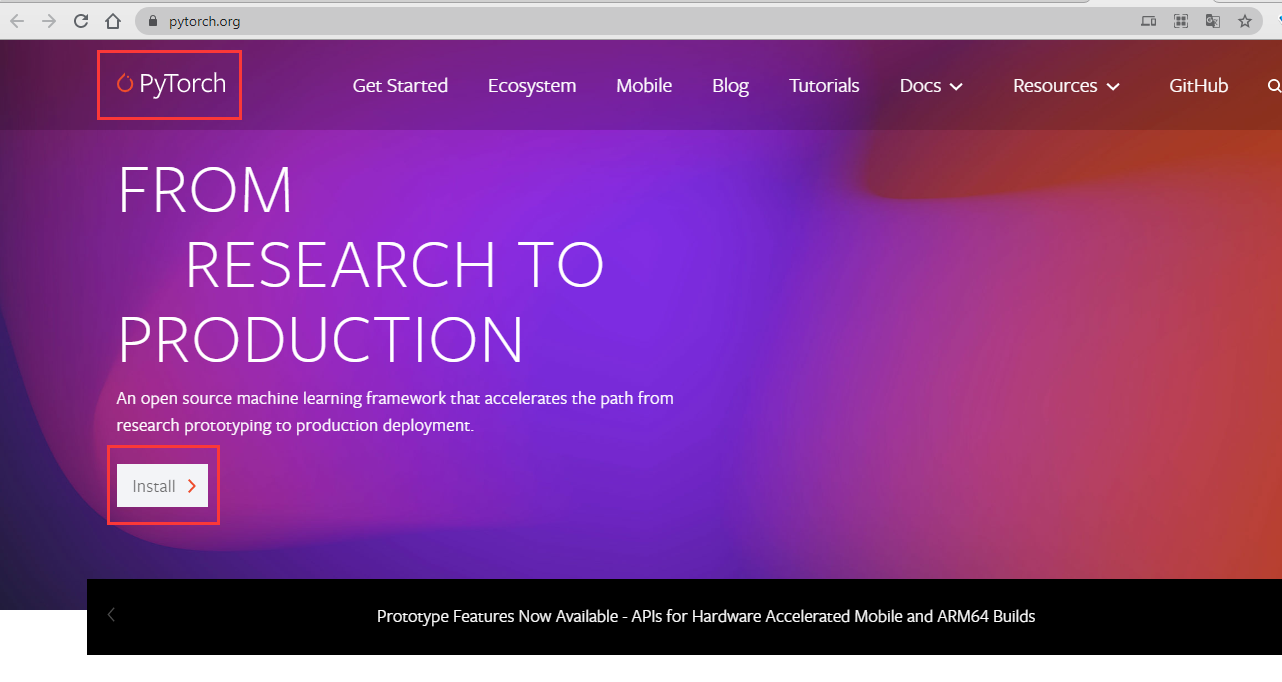 pytorch.org
PyTorch
Get Started Ecosystem Mobile Blog Tutorials Docs Resources GitHub
FROM
RESEARCH TO
PRODUCTION
An open source machine learning framework that accelerates the path from
research prototyping to production deployment.
Install
Prototype Features Now Available - APIs for Hardware Accelerated Mobile and ARM64 Builds